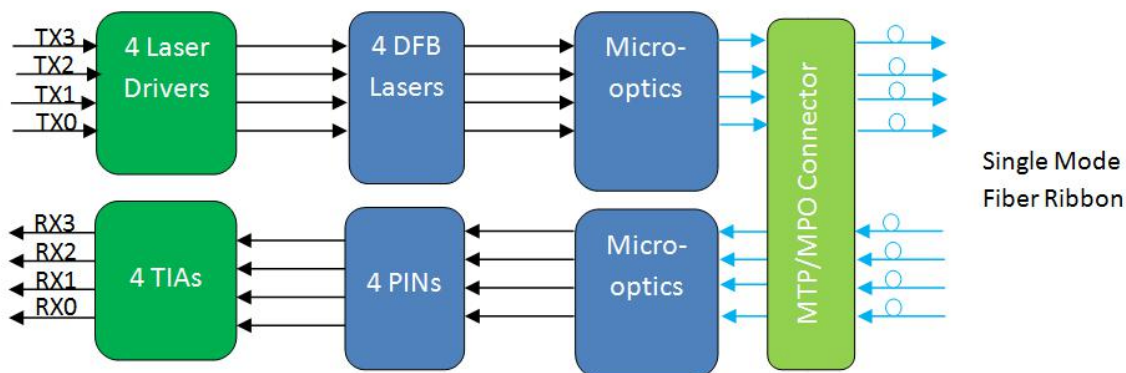 TX3
TX2
TX1
TX0
4 Laser
Drivers
4 DFB
Lasers
Micro-
optics
MTP/MPO Connector
Single Mode
Fiber Ribbon
RX3
RX2
RX1
RX0
4 TIAs
4 PINs
Micro-
optics